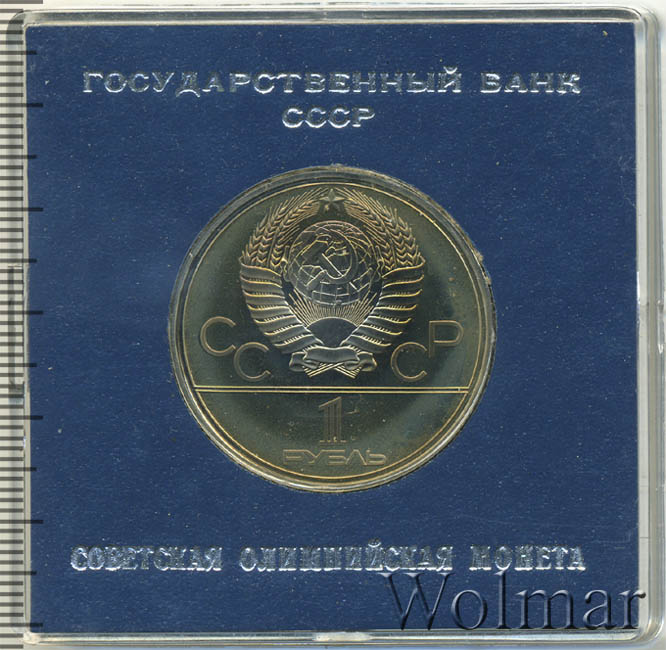 ГОСУДАРСТВЕННЫЙ БАНК
СССР
СС СР
1
РУБЛЬ
СОВЕТСКАЯ ОЛИМПИЙСКАЯ МОНЕТА
Wolmar